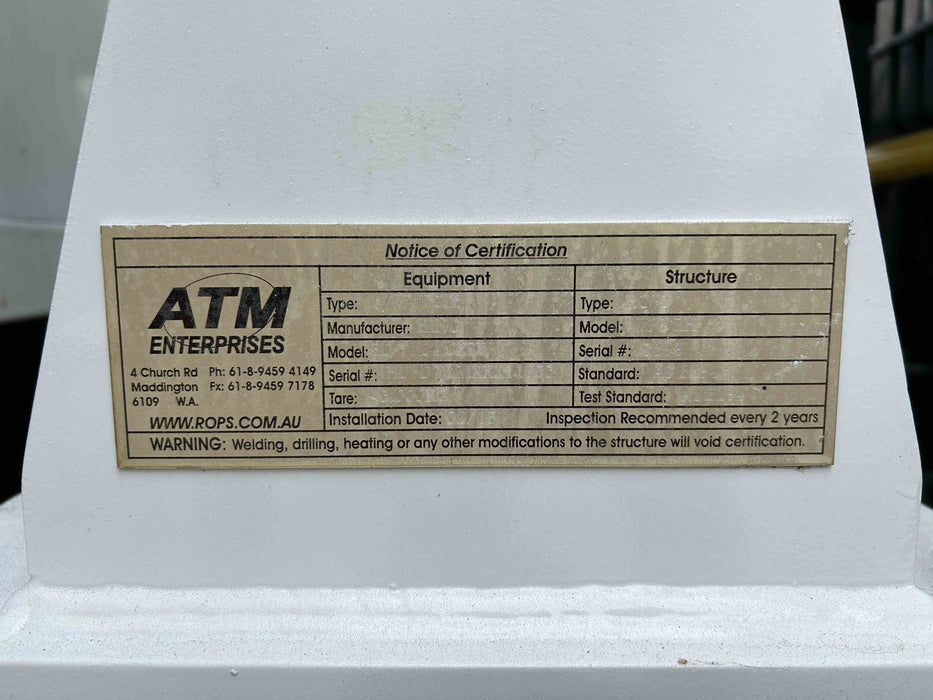 Notice of Certification
ATM
ENTERPRISES
4 Church Rd Ph: 61-8-9459 4149
Maddington Fx: 61-8-9459 7178
6109 W.A.
WWW.ROPS.COM.AU
Equipment
Type:
Manufacturer:
Model:
Serial #:
Tare:
Structure
Type:
Model:
Serial #:
Standard:
Test Standard:
Installation Date: Inspection Recommended every 2 years
WARNING: Welding, drilling, heating or any other modifications to the structure will void certification.